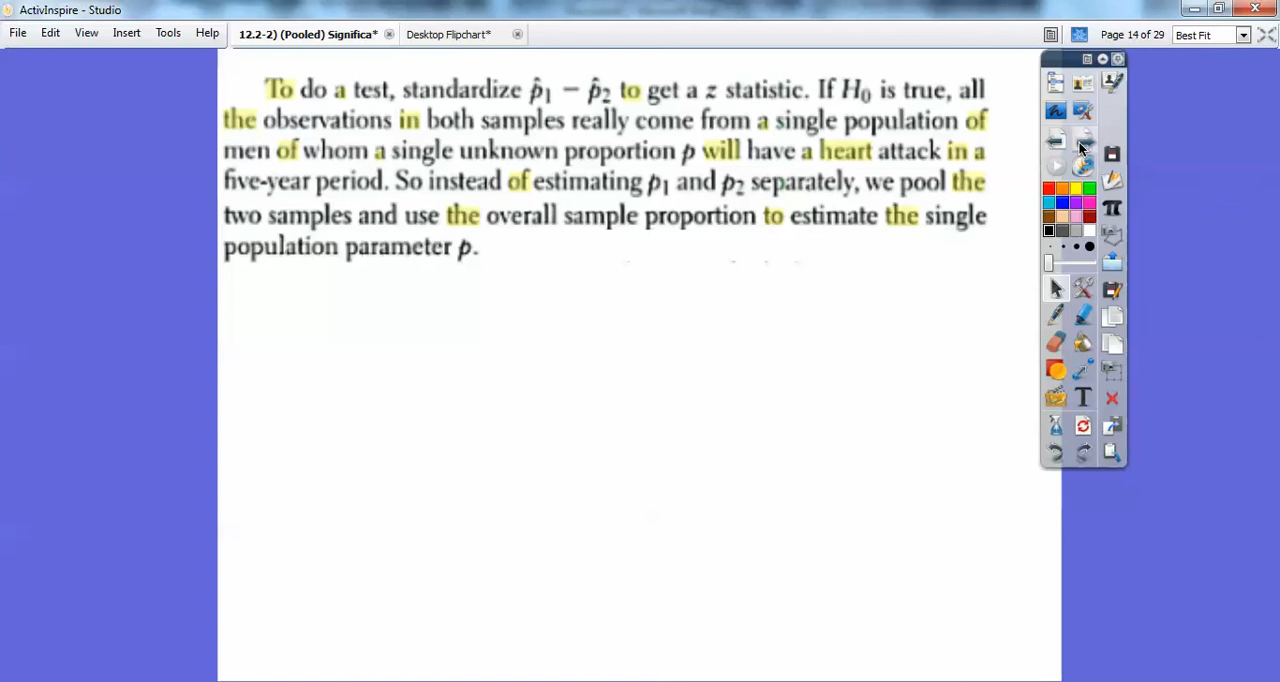 ActivInspire - Studio
File Edit View Insert Tools Help 12.2-2) (Pooled) Significa* Desktop Flipchart* Page 14 of 29 Best Fit
To do a test, standardize p̂1 − p̂2 to get a z statistic. If H0 is true, all
the observations in both samples really come from a single population of
men of whom a single unknown proportion p will have a heart attack in a
five-year period. So instead of estimating p1 and p2 separately, we pool the
two samples and use the overall sample proportion to estimate the single
population parameter p.